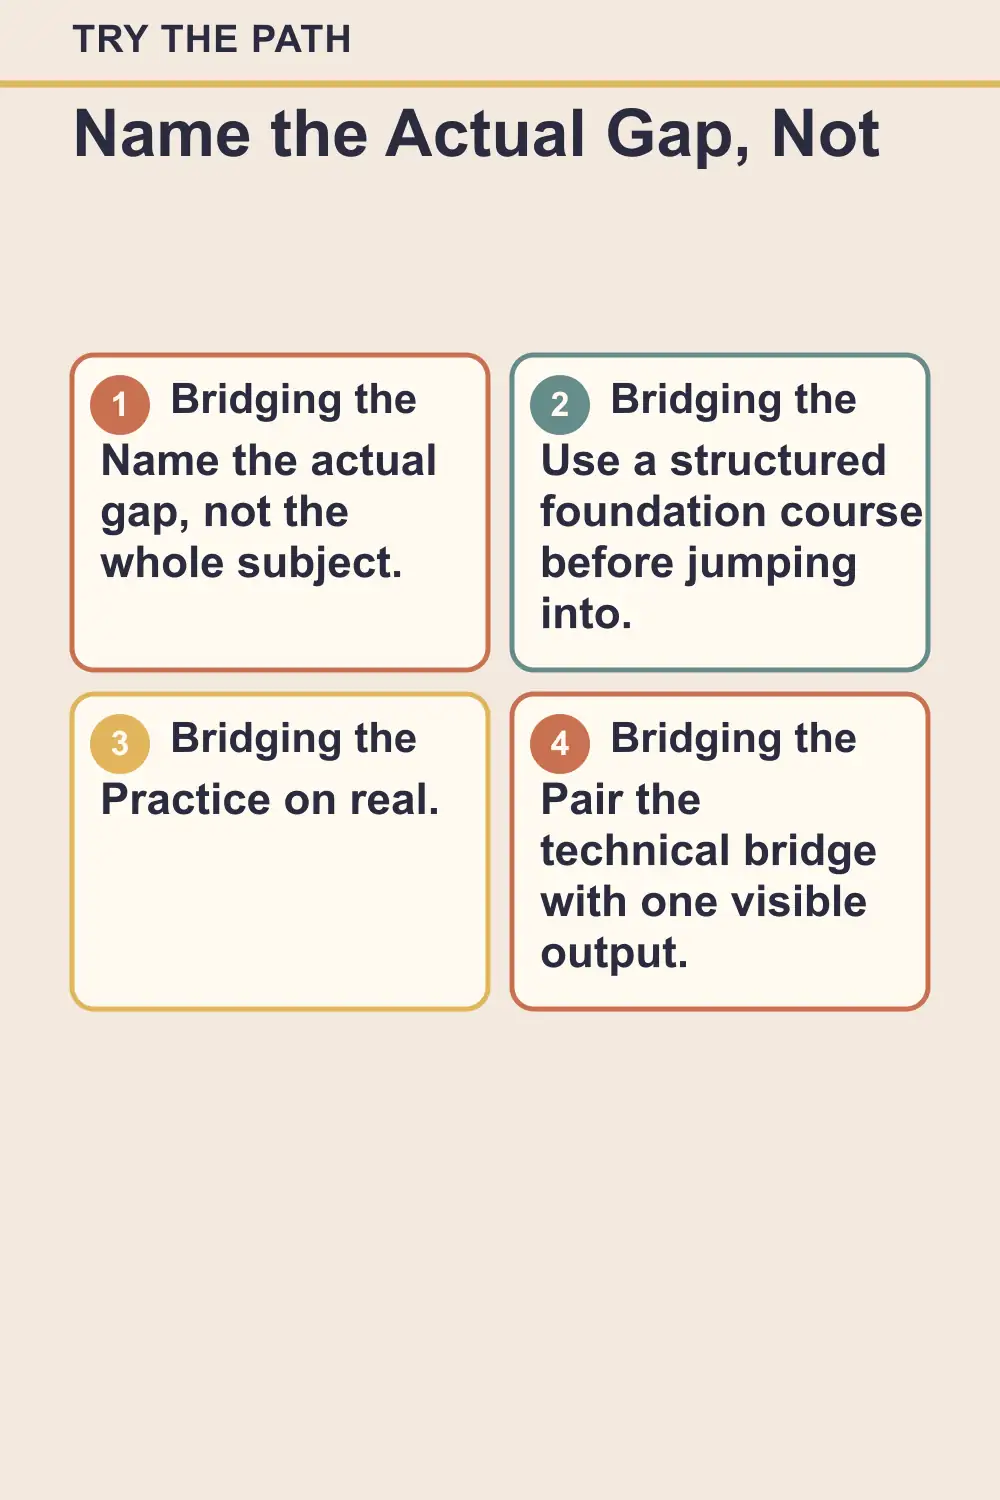 TRY THE PATH
Name the Actual Gap, Not
1 Bridging the
Name the actual
gap, not the
whole subject.
2 Bridging the
Use a structured
foundation course
before jumping
into.
3 Bridging the
Practice on real.
4 Bridging the
Pair the
technical bridge
with one visible
output.